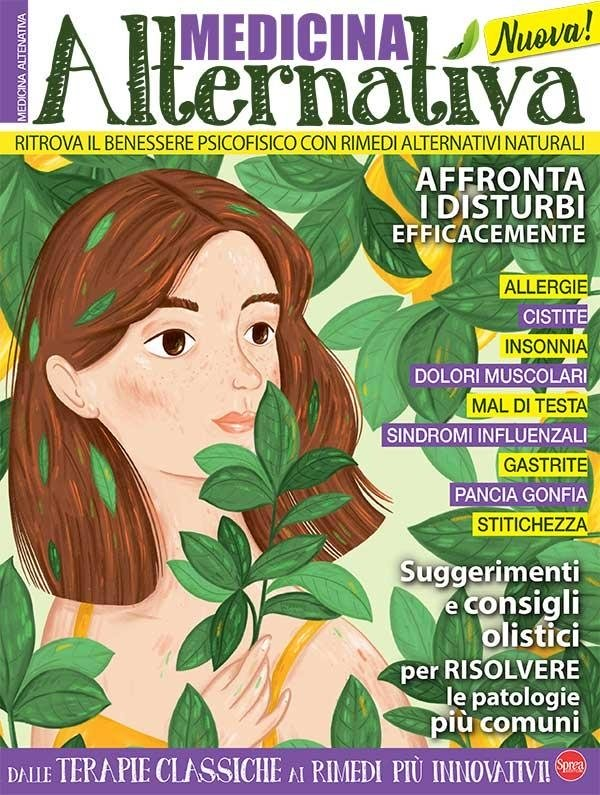 MEDICINA ALTENATIVA
MEDICINA
Alternativa
Nuova!
RITROVA IL BENESSERE PSICOFISICO CON RIMEDI ALTERNATIVI NATURALI
AFFRONTA
I DISTURBI
EFFICACEMENTE
ALLERGIE
CISTITE
INSONNIA
DOLORI MUSCOLARI
MAL DI TESTA
SINDROMI INFLUENZALI
GASTRITE
PANCIA GONFIA
STITICHEZZA
Suggerimenti
e consigli
olistici
per RISOLVERE
le patologie
più comuni
DALLE TERAPIE CLASSICHE AI RIMEDI PIÙ INNOVATIVI!
Sprea